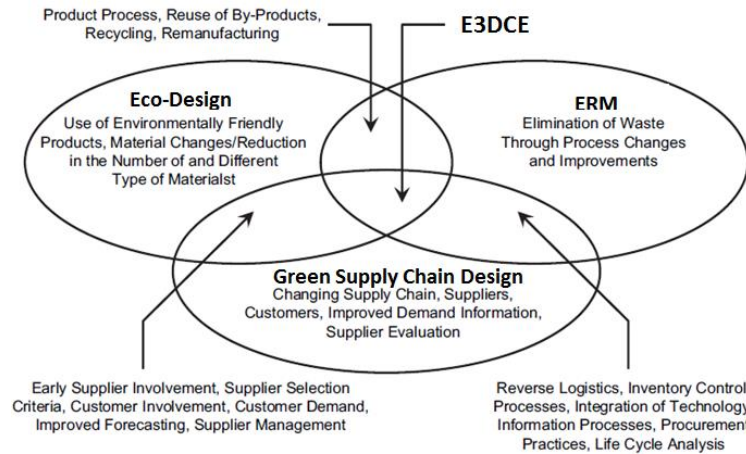 Product Process, Reuse of By-Products,
Recycling, Remanufacturing
E3DCE
Eco-Design
Use of Environmentally Friendly
Products, Material Changes/Reduction
in the Number of and Different
Type of Materialst
ERM
Elimination of Waste
Through Process Changes
and Improvements
Green Supply Chain Design
Changing Supply Chain, Suppliers,
Customers, Improved Demand Information,
Supplier Evaluation
Early Supplier Involvement, Supplier Selection
Criteria, Customer Involvement, Customer Demand,
Improved Forecasting, Supplier Management
Reverse Logistics, Inventory Control
Processes, Integration of Technology
Information Processes, Procurement
Practices, Life Cycle Analysis